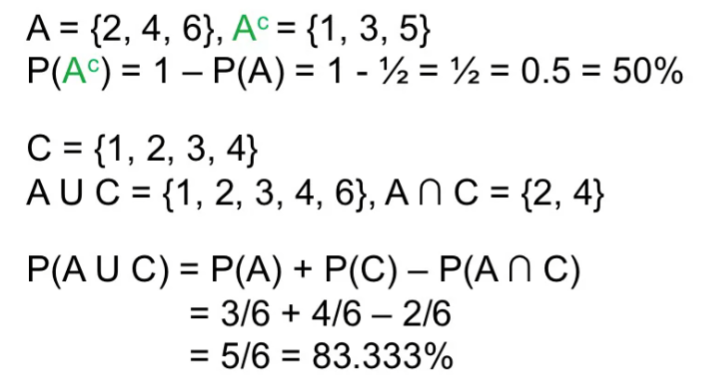 A = {2, 4, 6}, Aᶜ = {1, 3, 5}
P(Aᶜ) = 1 – P(A) = 1 - ½ = ½ = 0.5 = 50%
C = {1, 2, 3, 4}
A U C = {1, 2, 3, 4, 6}, A ∩ C = {2, 4}
P(A U C) = P(A) + P(C) – P(A ∩ C)
= 3/6 + 4/6 – 2/6
= 5/6 = 83.333%